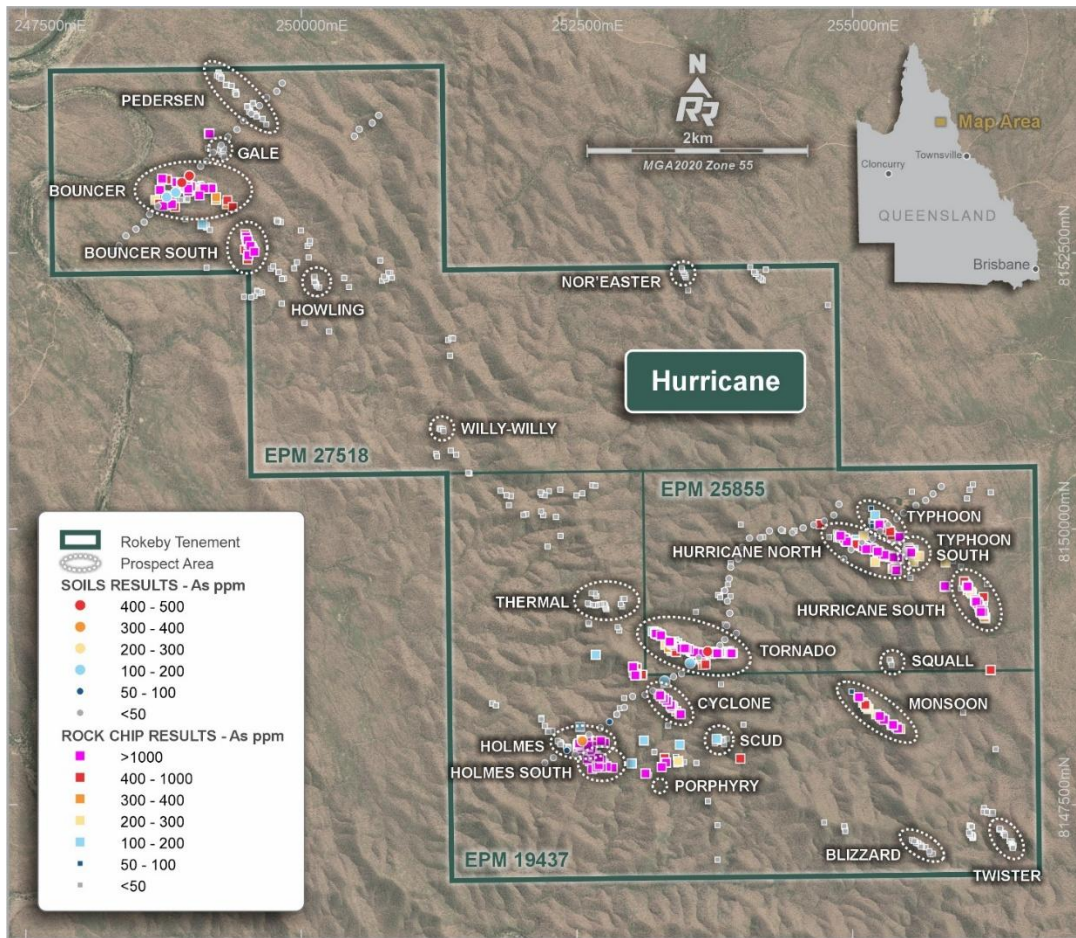 247500mE
250000mE
252500mE
255000mE
PEDERSEN
GALE
BOUNCER
BOUNCER SOUTH
HOWLING
N
RR
2km
MGA2020 Zone 55
Map Area
Townsville
Cloncurry
QUEENSLAND
Brisbane
8152500mN
NOR'EASTER
Hurricane
WILLY-WILLY
EPM 27518
EPM 25855
TYPHOON
HURRICANE NORTH
TYPHOON
SOUTH
8150000mN
THERMAL
HURRICANE SOUTH
TORNADO
SQUALL
CYCLONE
MONSOON
HOLMES
SCUD
HOLMES SOUTH
PORPHYRY
8147500mN
BLIZZARD
TWISTER
EPM 19437
Rokeby Tenement
Prospect Area
SOILS RESULTS - As ppm
400 - 500
300 - 400
200 - 300
100 - 200
50 - 100
<50
ROCK CHIP RESULTS - As ppm
>1000
400 - 1000
300 - 400
200 - 300
100 - 200
50 - 100
<50